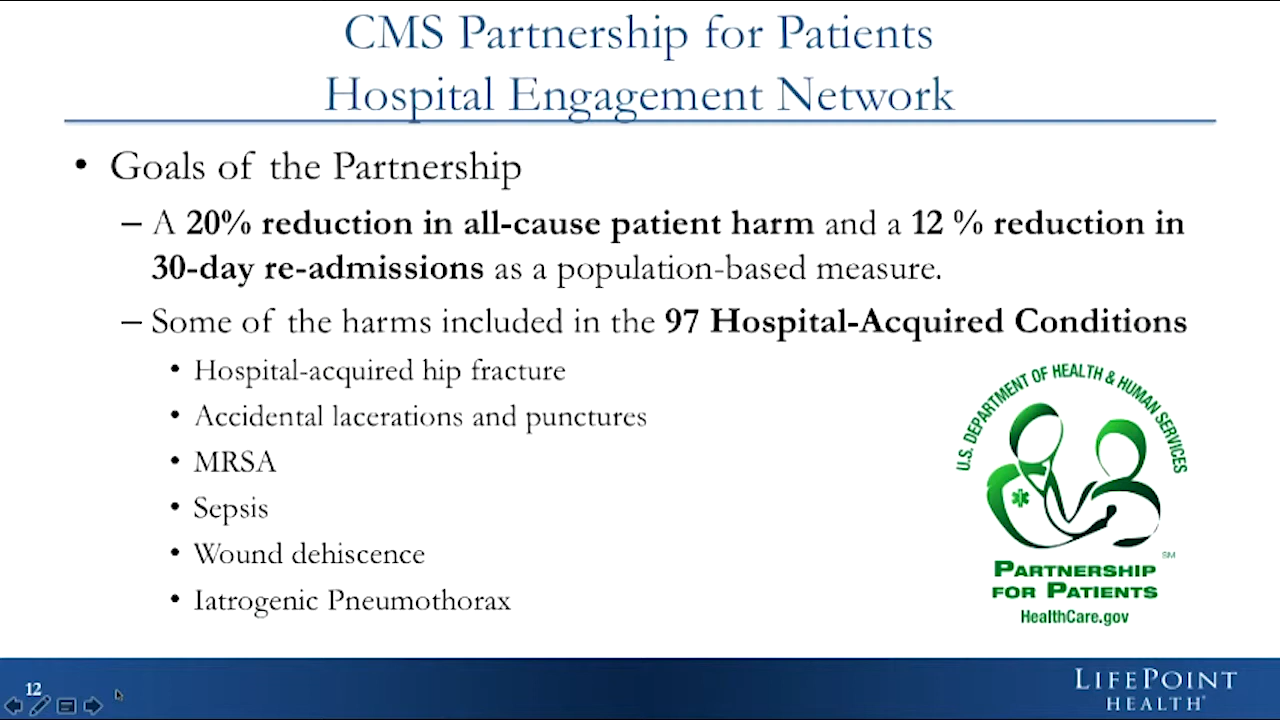 CMS Partnership for Patients
Hospital Engagement Network
• Goals of the Partnership
– A 20% reduction in all-cause patient harm and a 12 % reduction in
30-day re-admissions as a population-based measure.
– Some of the harms included in the 97 Hospital-Acquired Conditions
• Hospital-acquired hip fracture
• Accidental lacerations and punctures
• MRSA
• Sepsis
• Wound dehiscence
• Iatrogenic Pneumothorax
U.S. DEPARTMENT OF HEALTH & HUMAN SERVICES
SM
PARTNERSHIP
FOR PATIENTS
HealthCare.gov
12
LIFEPOINT
HEALTH®